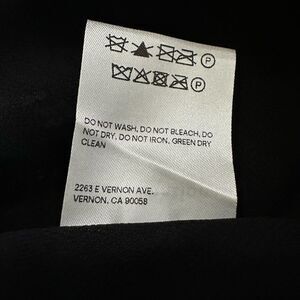 P
P
DO NOT WASH, DO NOT BLEACH, DO
NOT DRY, DO NOT IRON, GREEN DRY
CLEAN
2263 E VERNON AVE.
VERNON, CA 90058